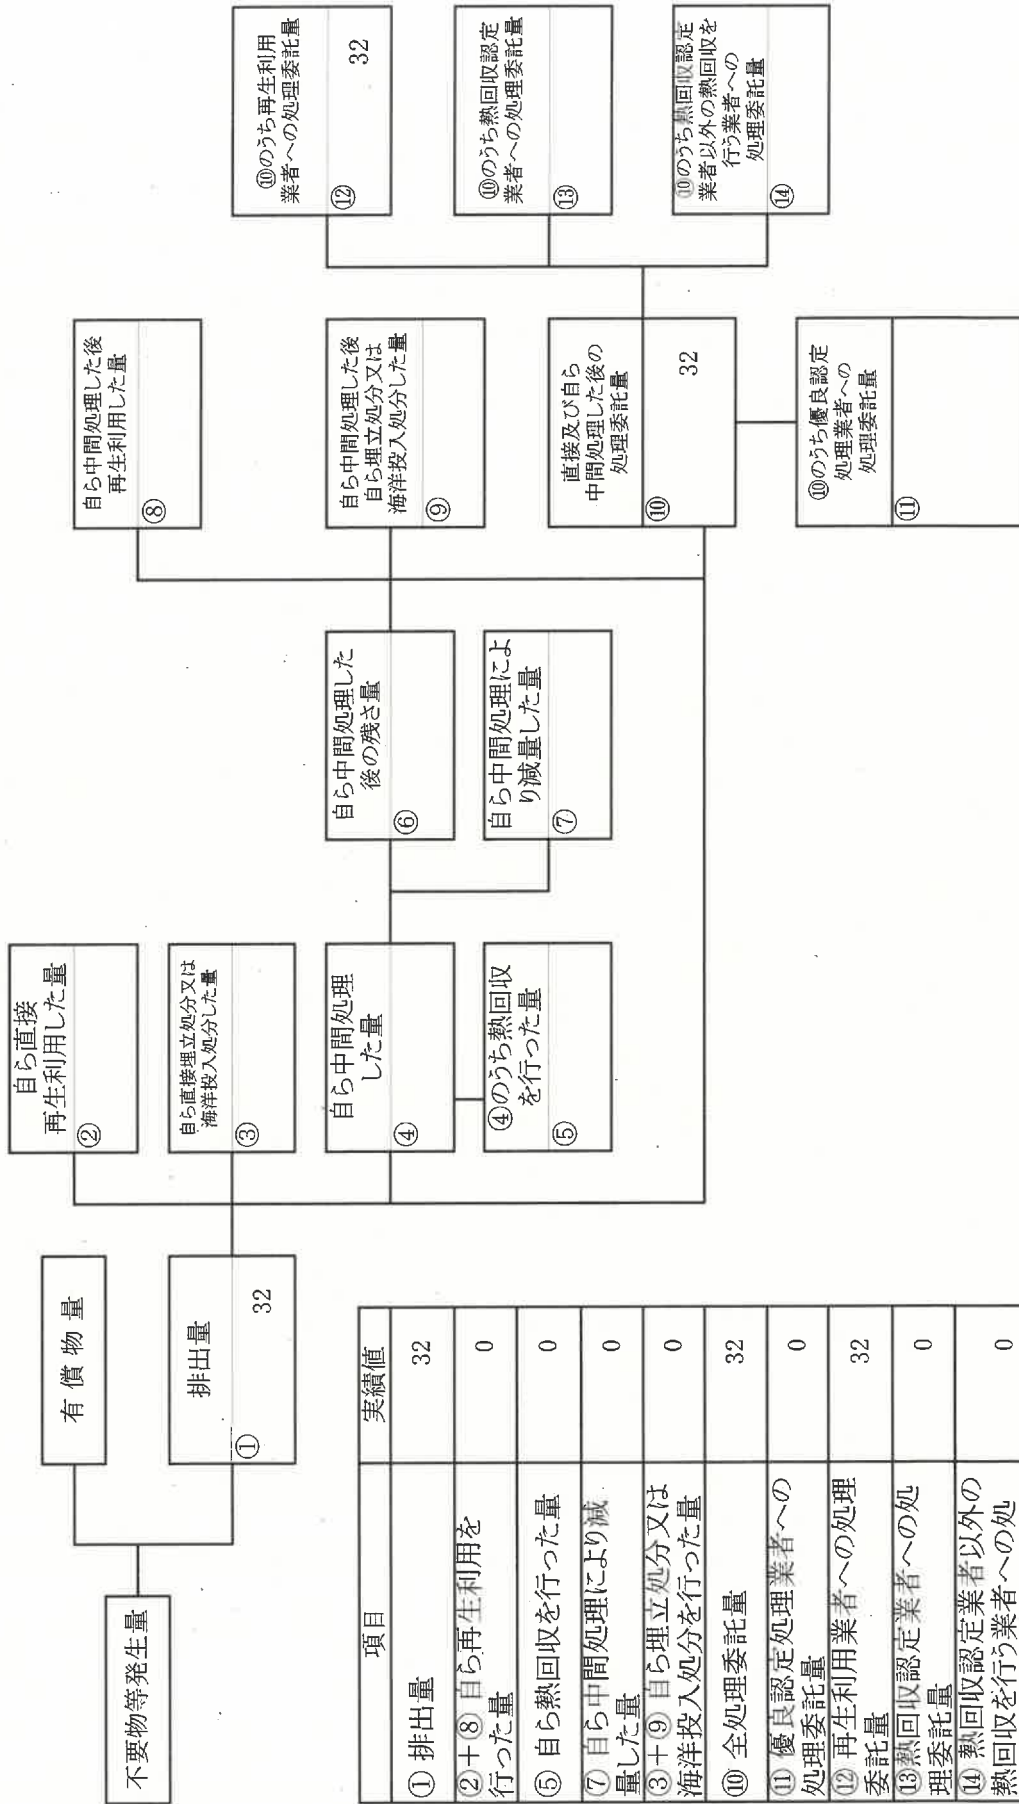 不要物等発生量
有償物量
排出量
①
32
自ら直接
再生利用した量
②
自ら直接埋立処分又は
海洋投入処分した量
③
自ら中間処理
した量
④
④のうち熱回収
を行った量
⑤
自ら中間処理した
後の残さ量
⑥
自ら中間処理によ
り減量した量
⑦
自ら中間処理した後
再生利用した量
⑧
自ら中間処理した後
自ら埋立処分又は
海洋投入処分した量
⑨
直接及び自ら
中間処理した後の
処理委託量
⑩
32
⑩のうち優良認定
処理業者への
処理委託量
⑪
⑩のうち再生利用
業者への処理委託量
⑫
32
⑩のうち熱回収認定
業者への処理委託量
⑬
⑩のうち熱回収認定
業者以外の熱回収を
行う業者への
処理委託量
⑭
項目 実績値
①排出量 32
②+⑧ 自ら再生利用を
行った量 0
⑤ 自ら熱回収を行った量 0
⑦ 自ら中間処理により減
量した量 0
③+⑨ 自ら埋立処分又は
海洋投入処分を行った量 0
⑩ 全処理委託量 32
⑪ 優良認定処理業者への
処理委託量 0
⑫ 再生利用業者への処理
委託量 32
⑬熱回収認定業者への処
理委託量 0
⑭ 熱回収認定業者以外の
熱回収を行う業者への処 0